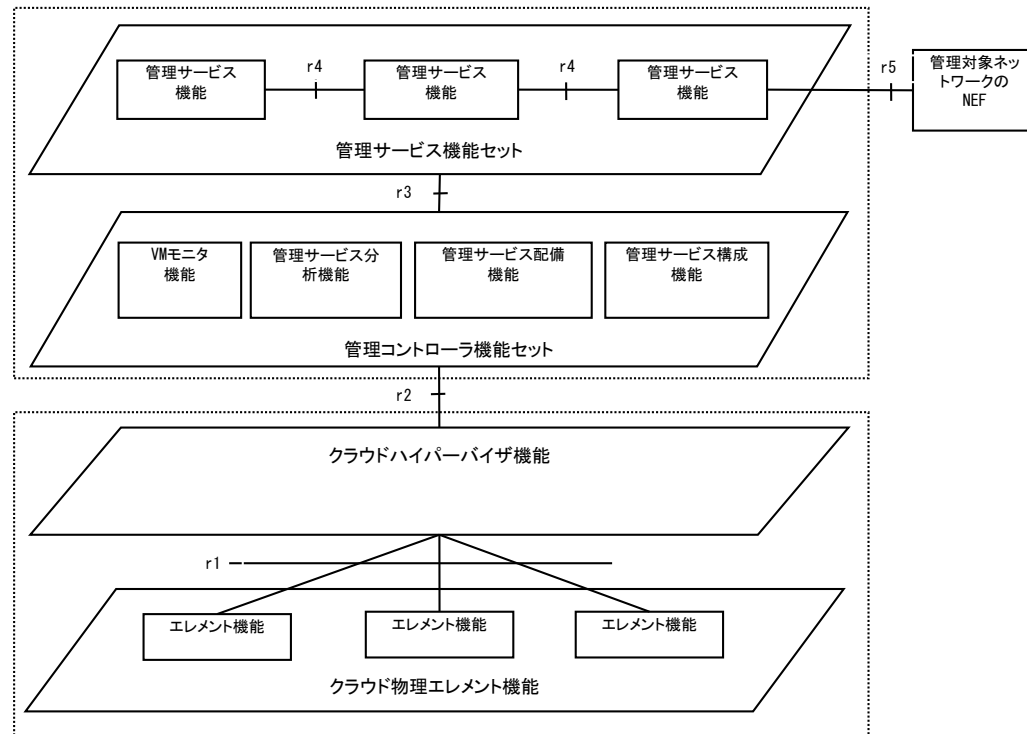 r4
r4
r5
管理サービス
機能
管理サービス
機能
管理サービス
機能
管理対象ネッ
トワークの
NEF
管理サービス機能セット
r3
VMモニタ
機能
管理サービス分
析機能
管理サービス配備
機能
管理サービス構成
機能
管理コントローラ機能セット
r2
クラウドハイパーバイザ機能
r1
エレメント機能
エレメント機能
エレメント機能
クラウド物理エレメント機能